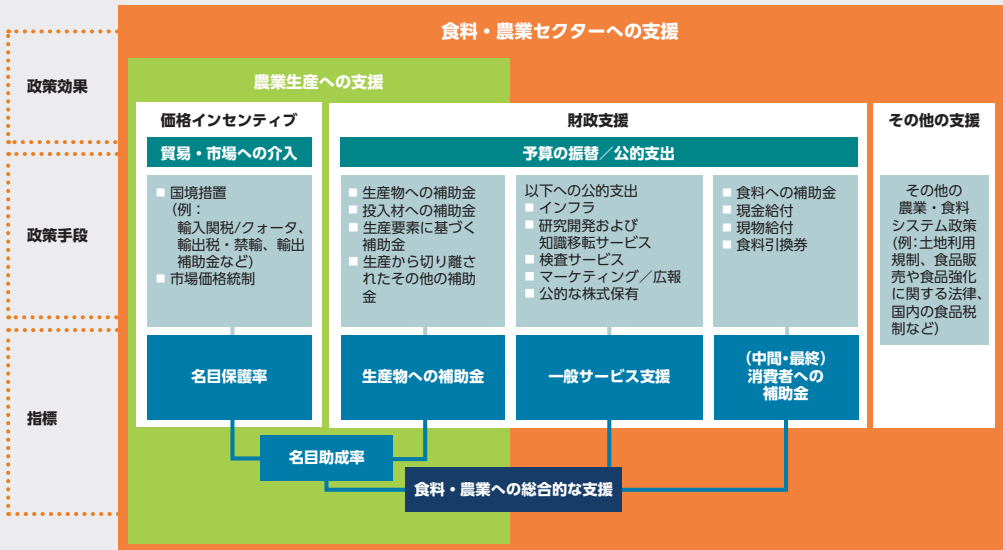 食料・農業セクターへの支援
農業生産への支援
政策効果
価格インセンティブ
財政支援
その他の支援
貿易・市場への介入
予算の振替／公的支出
政策手段
■ 国境措置
(例：
輸入関税/クォータ、
輸出税・禁輸、輸出
補助金など)
■ 市場価格統制
■ 生産物への補助金
■ 投入材への補助金
■ 生産要素に基づく
補助金
■ 生産から切り離さ
れたその他の補助
金
以下への公的支出
■ インフラ
■ 研究開発および
知識移転サービス
■ 検査サービス
■ マーケティング／広報
■ 公的な株式保有
■ 食料への補助金
■ 現金給付
■ 現物給付
■ 食料引換券
その他の
農業・食料
システム政策
(例:土地利用
規制、食品販
売や食品強化
に関する法律、
国内の食品税
制など)
指標
名目保護率
生産物への補助金
一般サービス支援
(中間・最終)
消費者への
補助金
名目助成率
食料・農業への総合的な支援